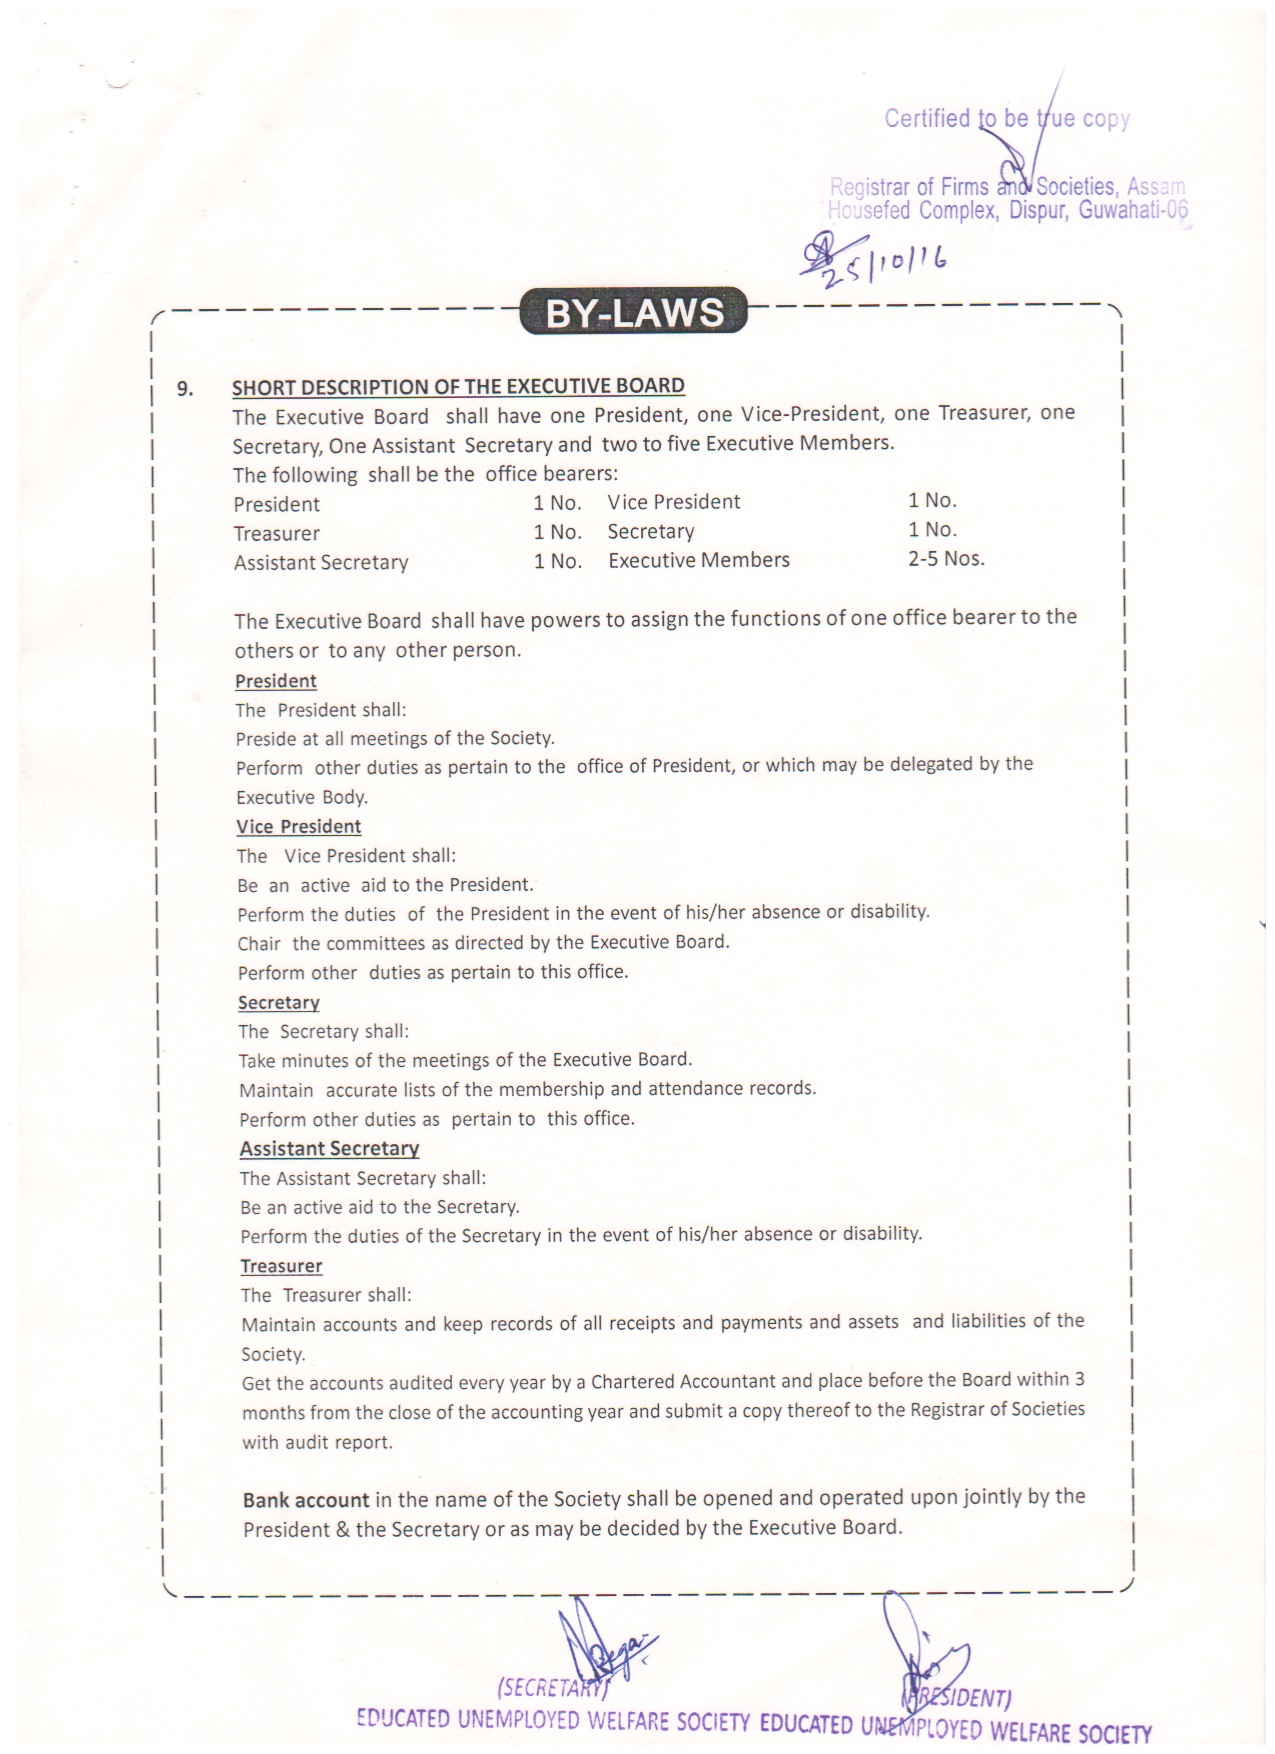 Certified to be true copy
Registrar of Firms and Societies, Assam
Housefed Complex, Dispur, Guwahati-06
25/10/16
BY-LAWS
9. SHORT DESCRIPTION OF THE EXECUTIVE BOARD
The Executive Board shall have one President, one Vice-President, one Treasurer, one
Secretary, One Assistant Secretary and two to five Executive Members.
The following shall be the office bearers:
President 1 No. Vice President 1 No.
Treasurer 1 No. Secretary 1 No.
Assistant Secretary 1 No. Executive Members 2-5 Nos.
The Executive Board shall have powers to assign the functions of one office bearer to the
others or to any other person.
President
The President shall:
Preside at all meetings of the Society.
Perform other duties as pertain to the office of President, or which may be delegated by the
Executive Body.
Vice President
The Vice President shall:
Be an active aid to the President.
Perform the duties of the President in the event of his/her absence or disability.
Chair the committees as directed by the Executive Board.
Perform other duties as pertain to this office.
Secretary
The Secretary shall:
Take minutes of the meetings of the Executive Board.
Maintain accurate lists of the membership and attendance records.
Perform other duties as pertain to this office.
Assistant Secretary
The Assistant Secretary shall:
Be an active aid to the Secretary.
Perform the duties of the Secretary in the event of his/her absence or disability.
Treasurer
The Treasurer shall:
Maintain accounts and keep records of all receipts and payments and assets and liabilities of the
Society.
Get the accounts audited every year by a Chartered Accountant and place before the Board within 3
months from the close of the accounting year and submit a copy thereof to the Registrar of Societies
with audit report.
Bank account in the name of the Society shall be opened and operated upon jointly by the
President & the Secretary or as may be decided by the Executive Board.
(SECRETARY) (PRESIDENT)
EDUCATED UNEMPLOYED WELFARE SOCIETY EDUCATED UNEMPLOYED WELFARE SOCIETY